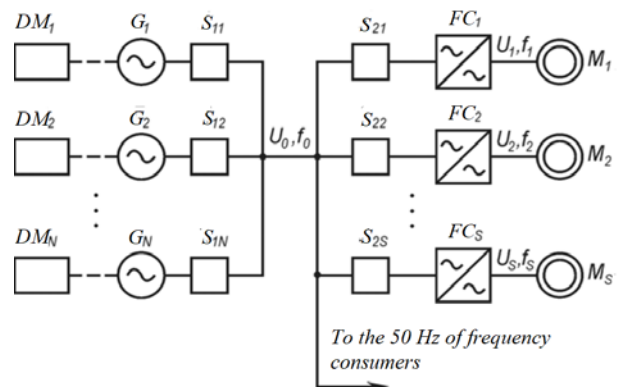 DM1 G1 S11 S21 FC1
U1,f1 M1
DM2 G2 S12 S22 FC2
U0,f0 U2,f2 M2
DMN GN S1N S2S FCS
US,fS MS
To the 50 Hz of frequency
consumers